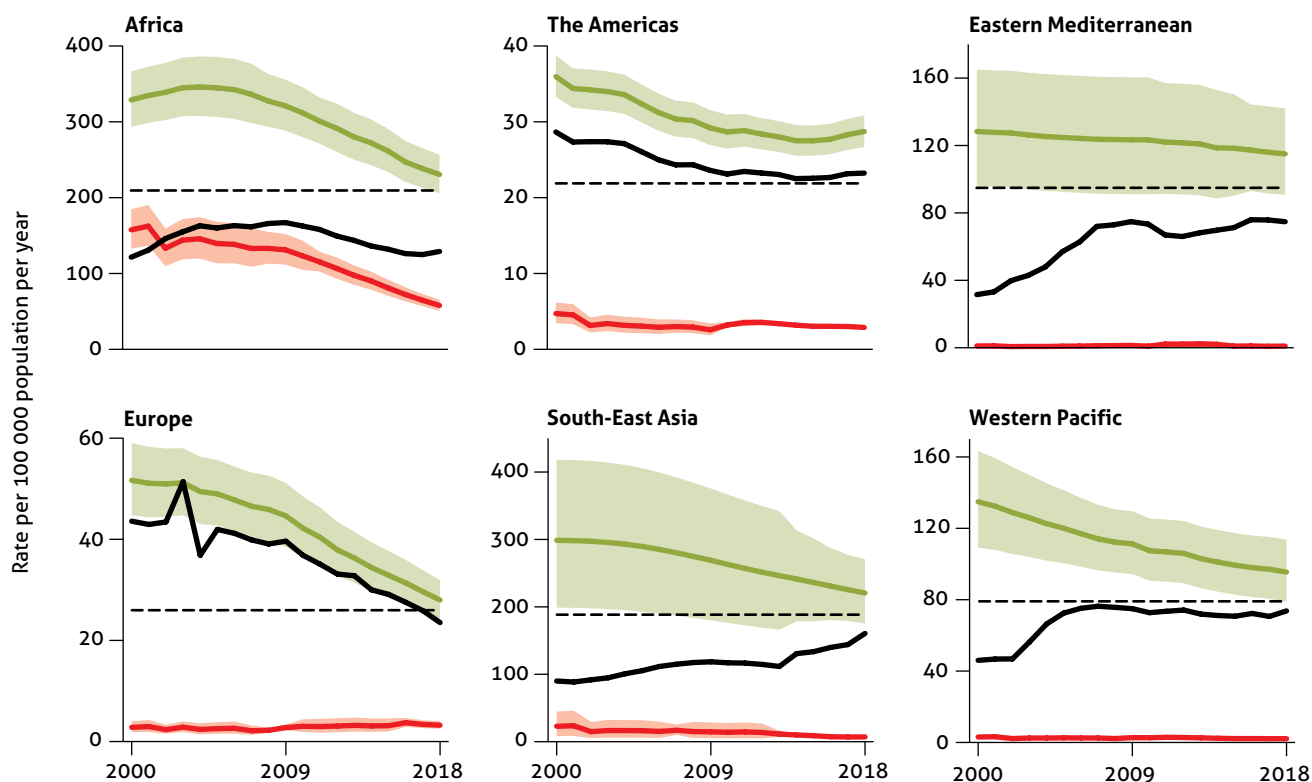 Rate per 100 000 population per year
Africa
400
300
200
100
0
The Americas
40
30
20
10
0
Eastern Mediterranean
160
120
80
40
0
Europe
60
40
20
0
2000 2009 2018
South-East Asia
400
300
200
100
0
2000 2009 2018
Western Pacific
160
120
80
40
0
2000 2009 2018